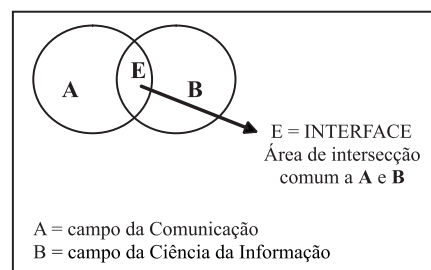 A
E
B
E = INTERFACE
Área de intersecção
comum a A e B
A = campo da Comunicação
B = campo da Ciência da Informação